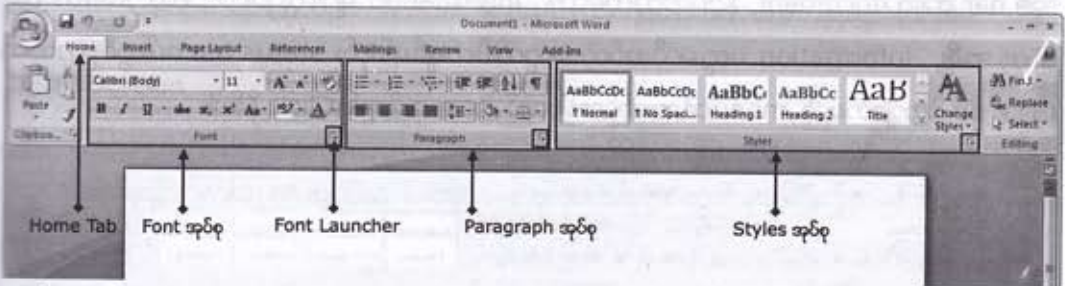 Document1 - Microsoft Word
Home Insert Page Layout References Mailings Review View Add-Ins
Calibri (Body) 11
Paste
AaBbCcDc AaBbCcDc AaBbC AaBbCc AaB
¶ Normal ¶ No Spaci... Heading 1 Heading 2 Title
Change Styles
Find
Replace
Select
Clipboa... Font Paragraph Styles Editing
Home Tab Font အုပ်စု Font Launcher Paragraph အုပ်စု Styles အုပ်စု